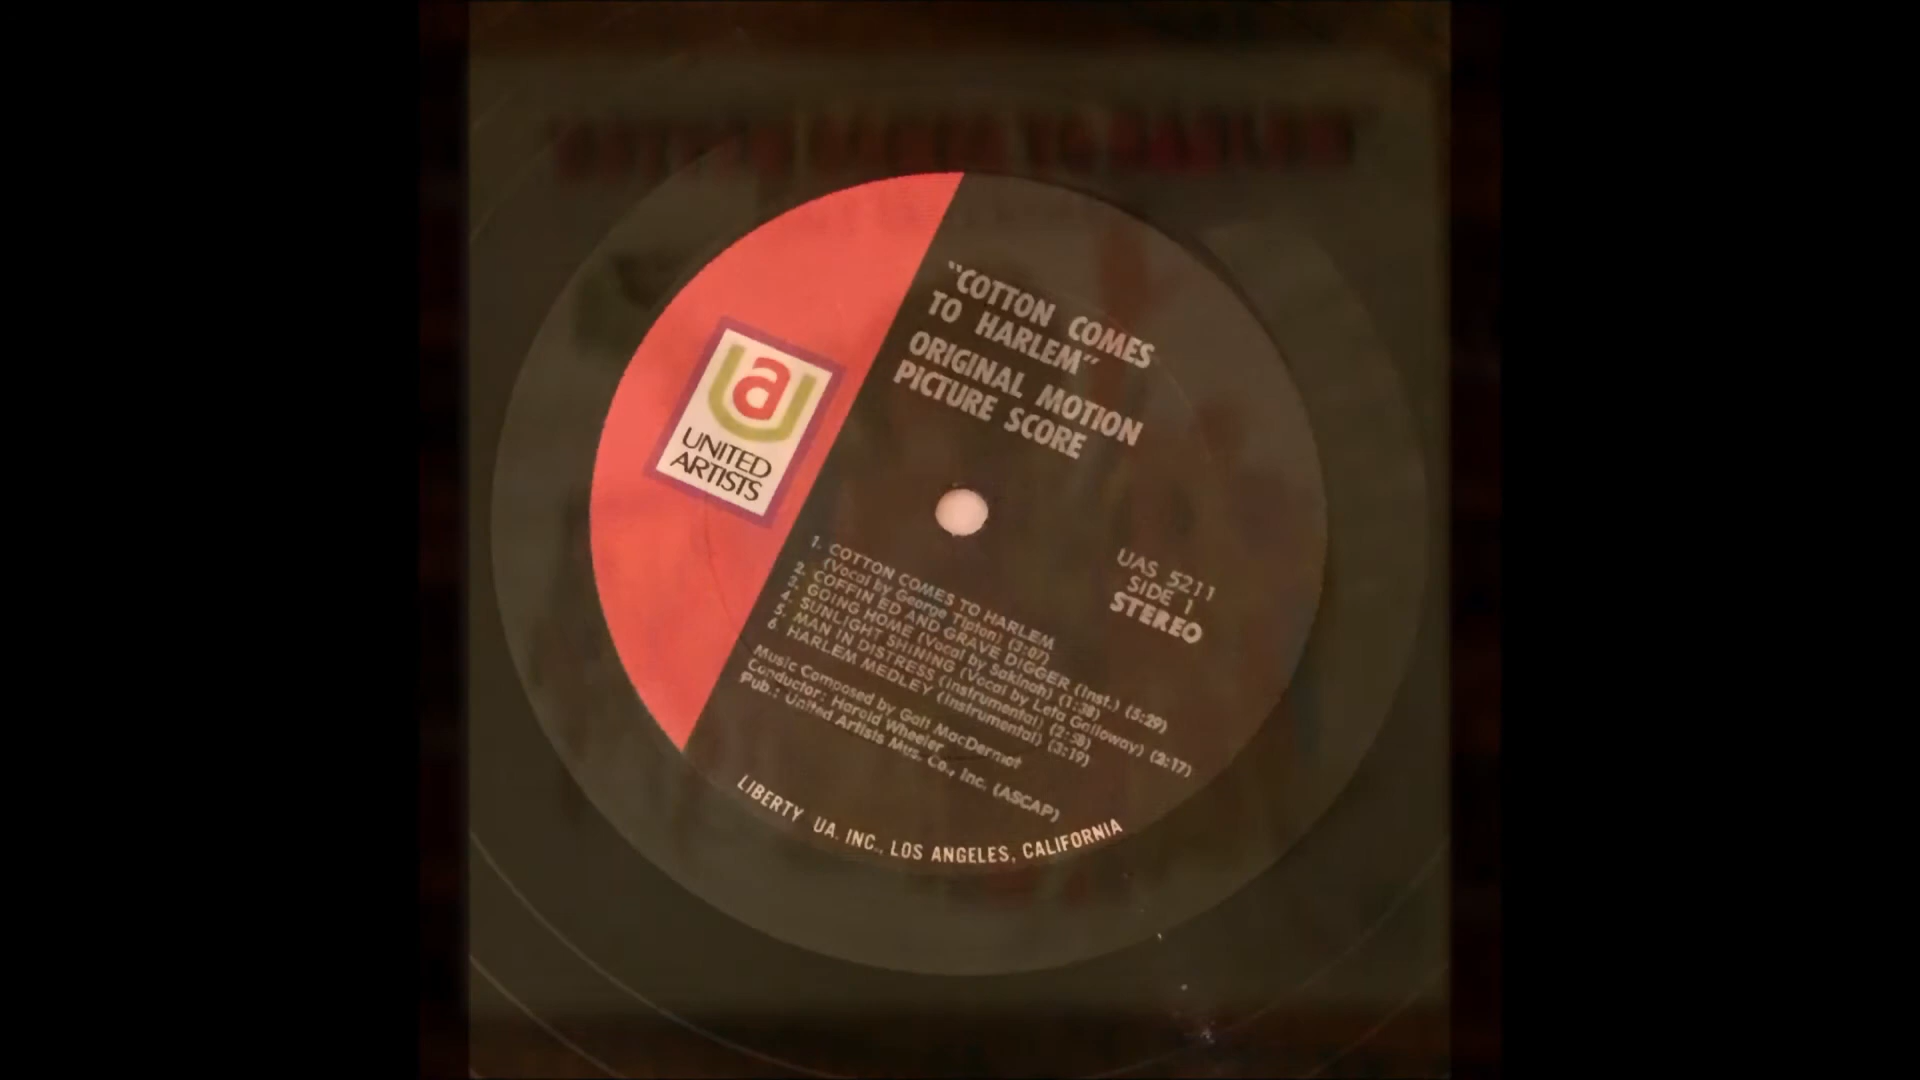 "COTTON COMES
TO HARLEM"
ORIGINAL MOTION
PICTURE SCORE
ua
UNITED
ARTISTS
UAS 5211
SIDE 1
STEREO
1. COTTON COMES TO HARLEM
(Vocal by George Tipton) (3:07)
2. COFFIN ED AND GRAVE DIGGER (Inst.) (5:29)
3. GOING HOME (Vocal by Sakinah) (1:38)
4. SUNLIGHT SHINING (Vocal by Leta Galloway) (2:17)
5. MAN IN DISTRESS (Instrumental) (2:58)
6. HARLEM MEDLEY (Instrumental) (3:19)
Music Composed by Galt MacDermot
Conductor: Harold Wheeler
Pub.: United Artists Mus. Co., Inc. (ASCAP)
LIBERTY UA. INC., LOS ANGELES, CALIFORNIA